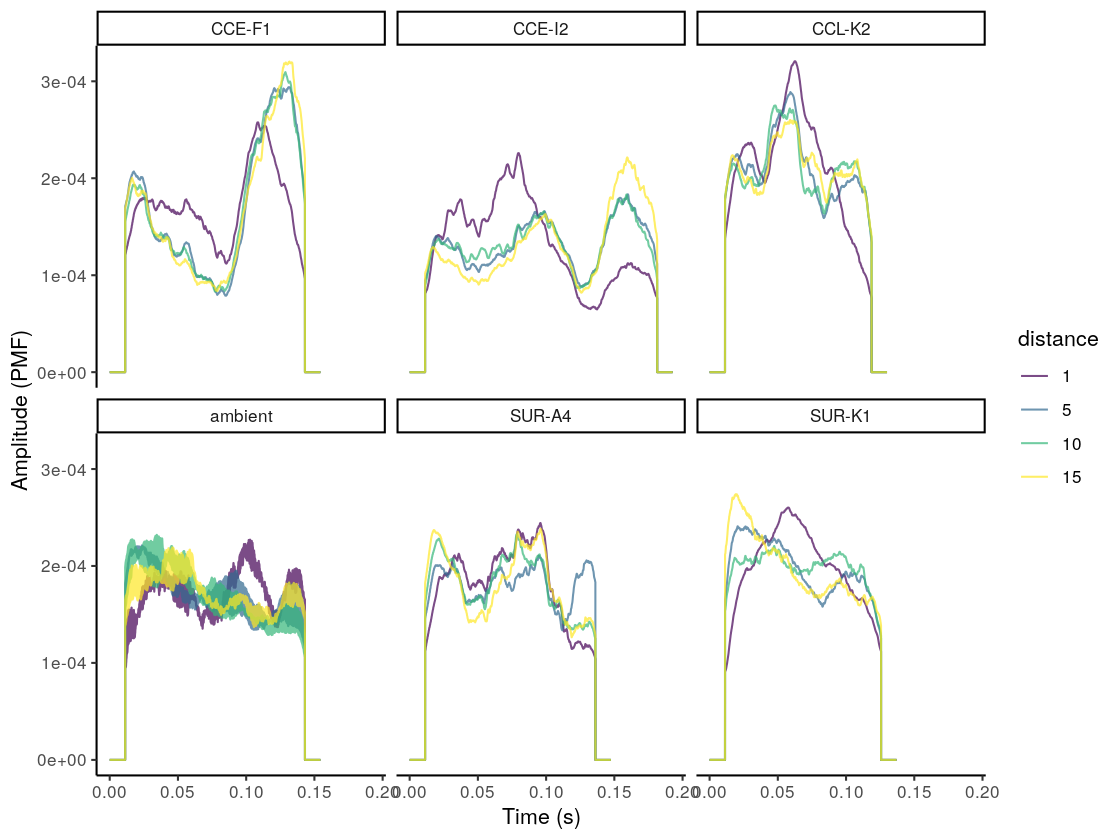 CCE-F1 CCE-I2 CCL-K2
3e-04
2e-04
1e-04
0e+00
ambient SUR-A4 SUR-K1
3e-04
2e-04
1e-04
0e+00
0.00 0.05 0.10 0.15 0.20 0.00 0.05 0.10 0.15 0.20 0.00 0.05 0.10 0.15 0.20
Time (s)
Amplitude (PMF)
distance
1
5
10
15